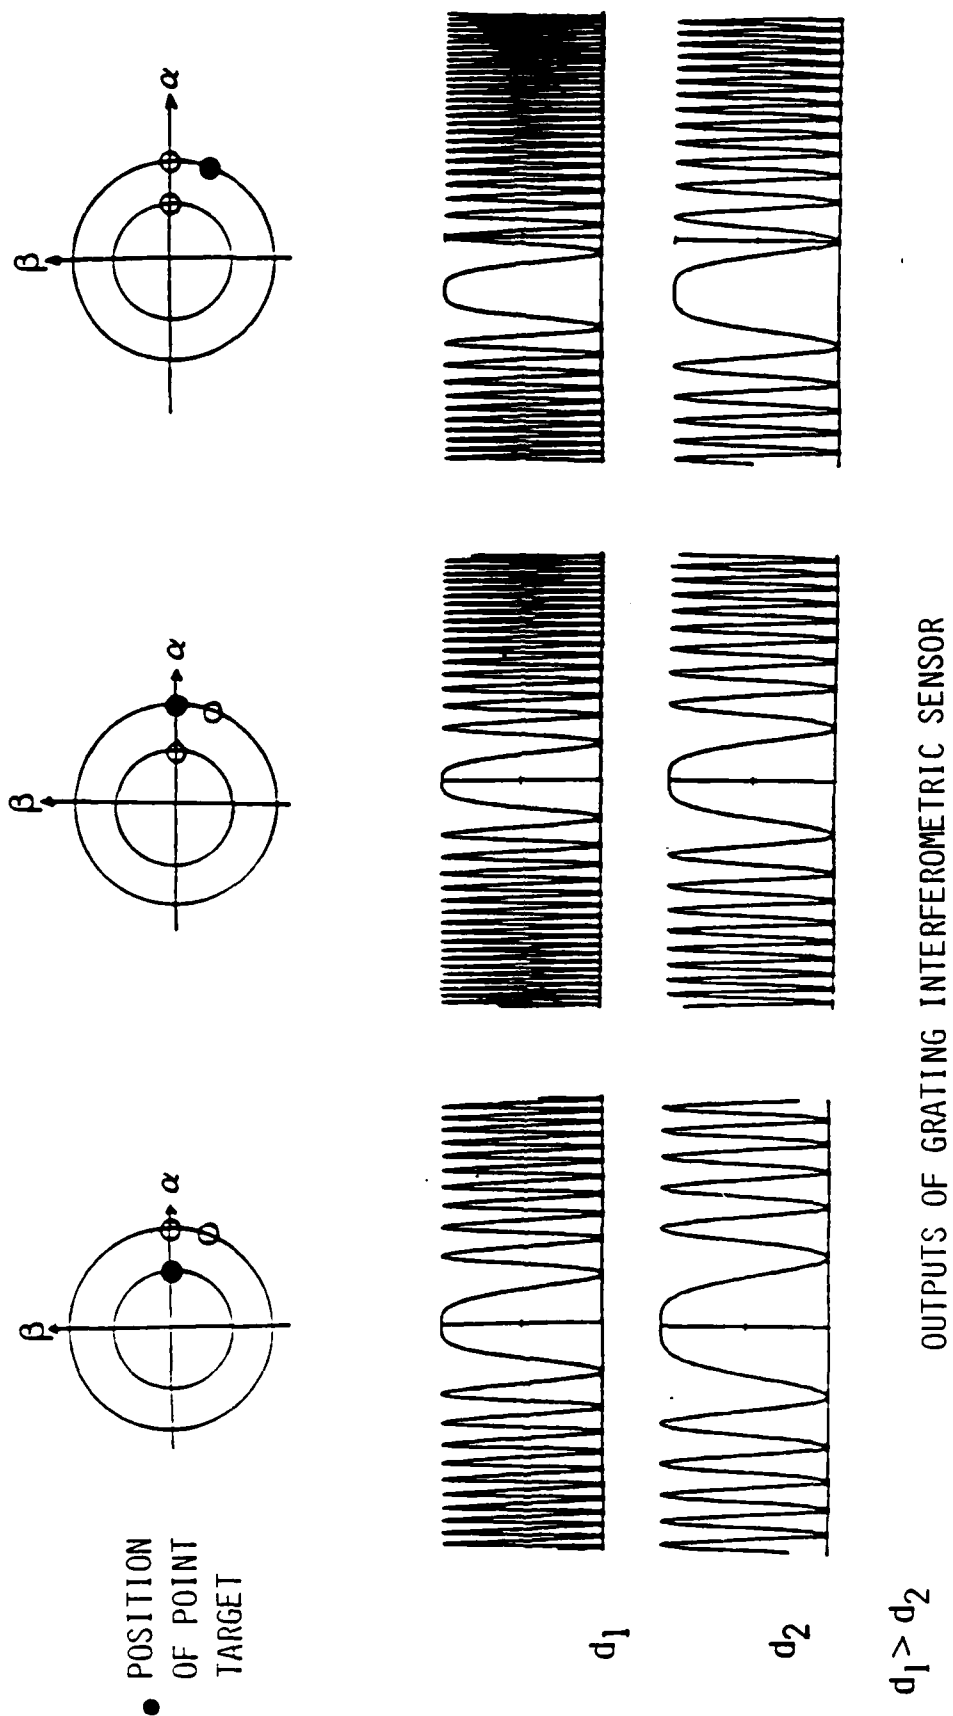 ● POSITION
OF POINT
TARGET
β
α
β
α
β
α
d1
d2
d1 > d2
OUTPUTS OF GRATING INTERFEROMETRIC SENSOR